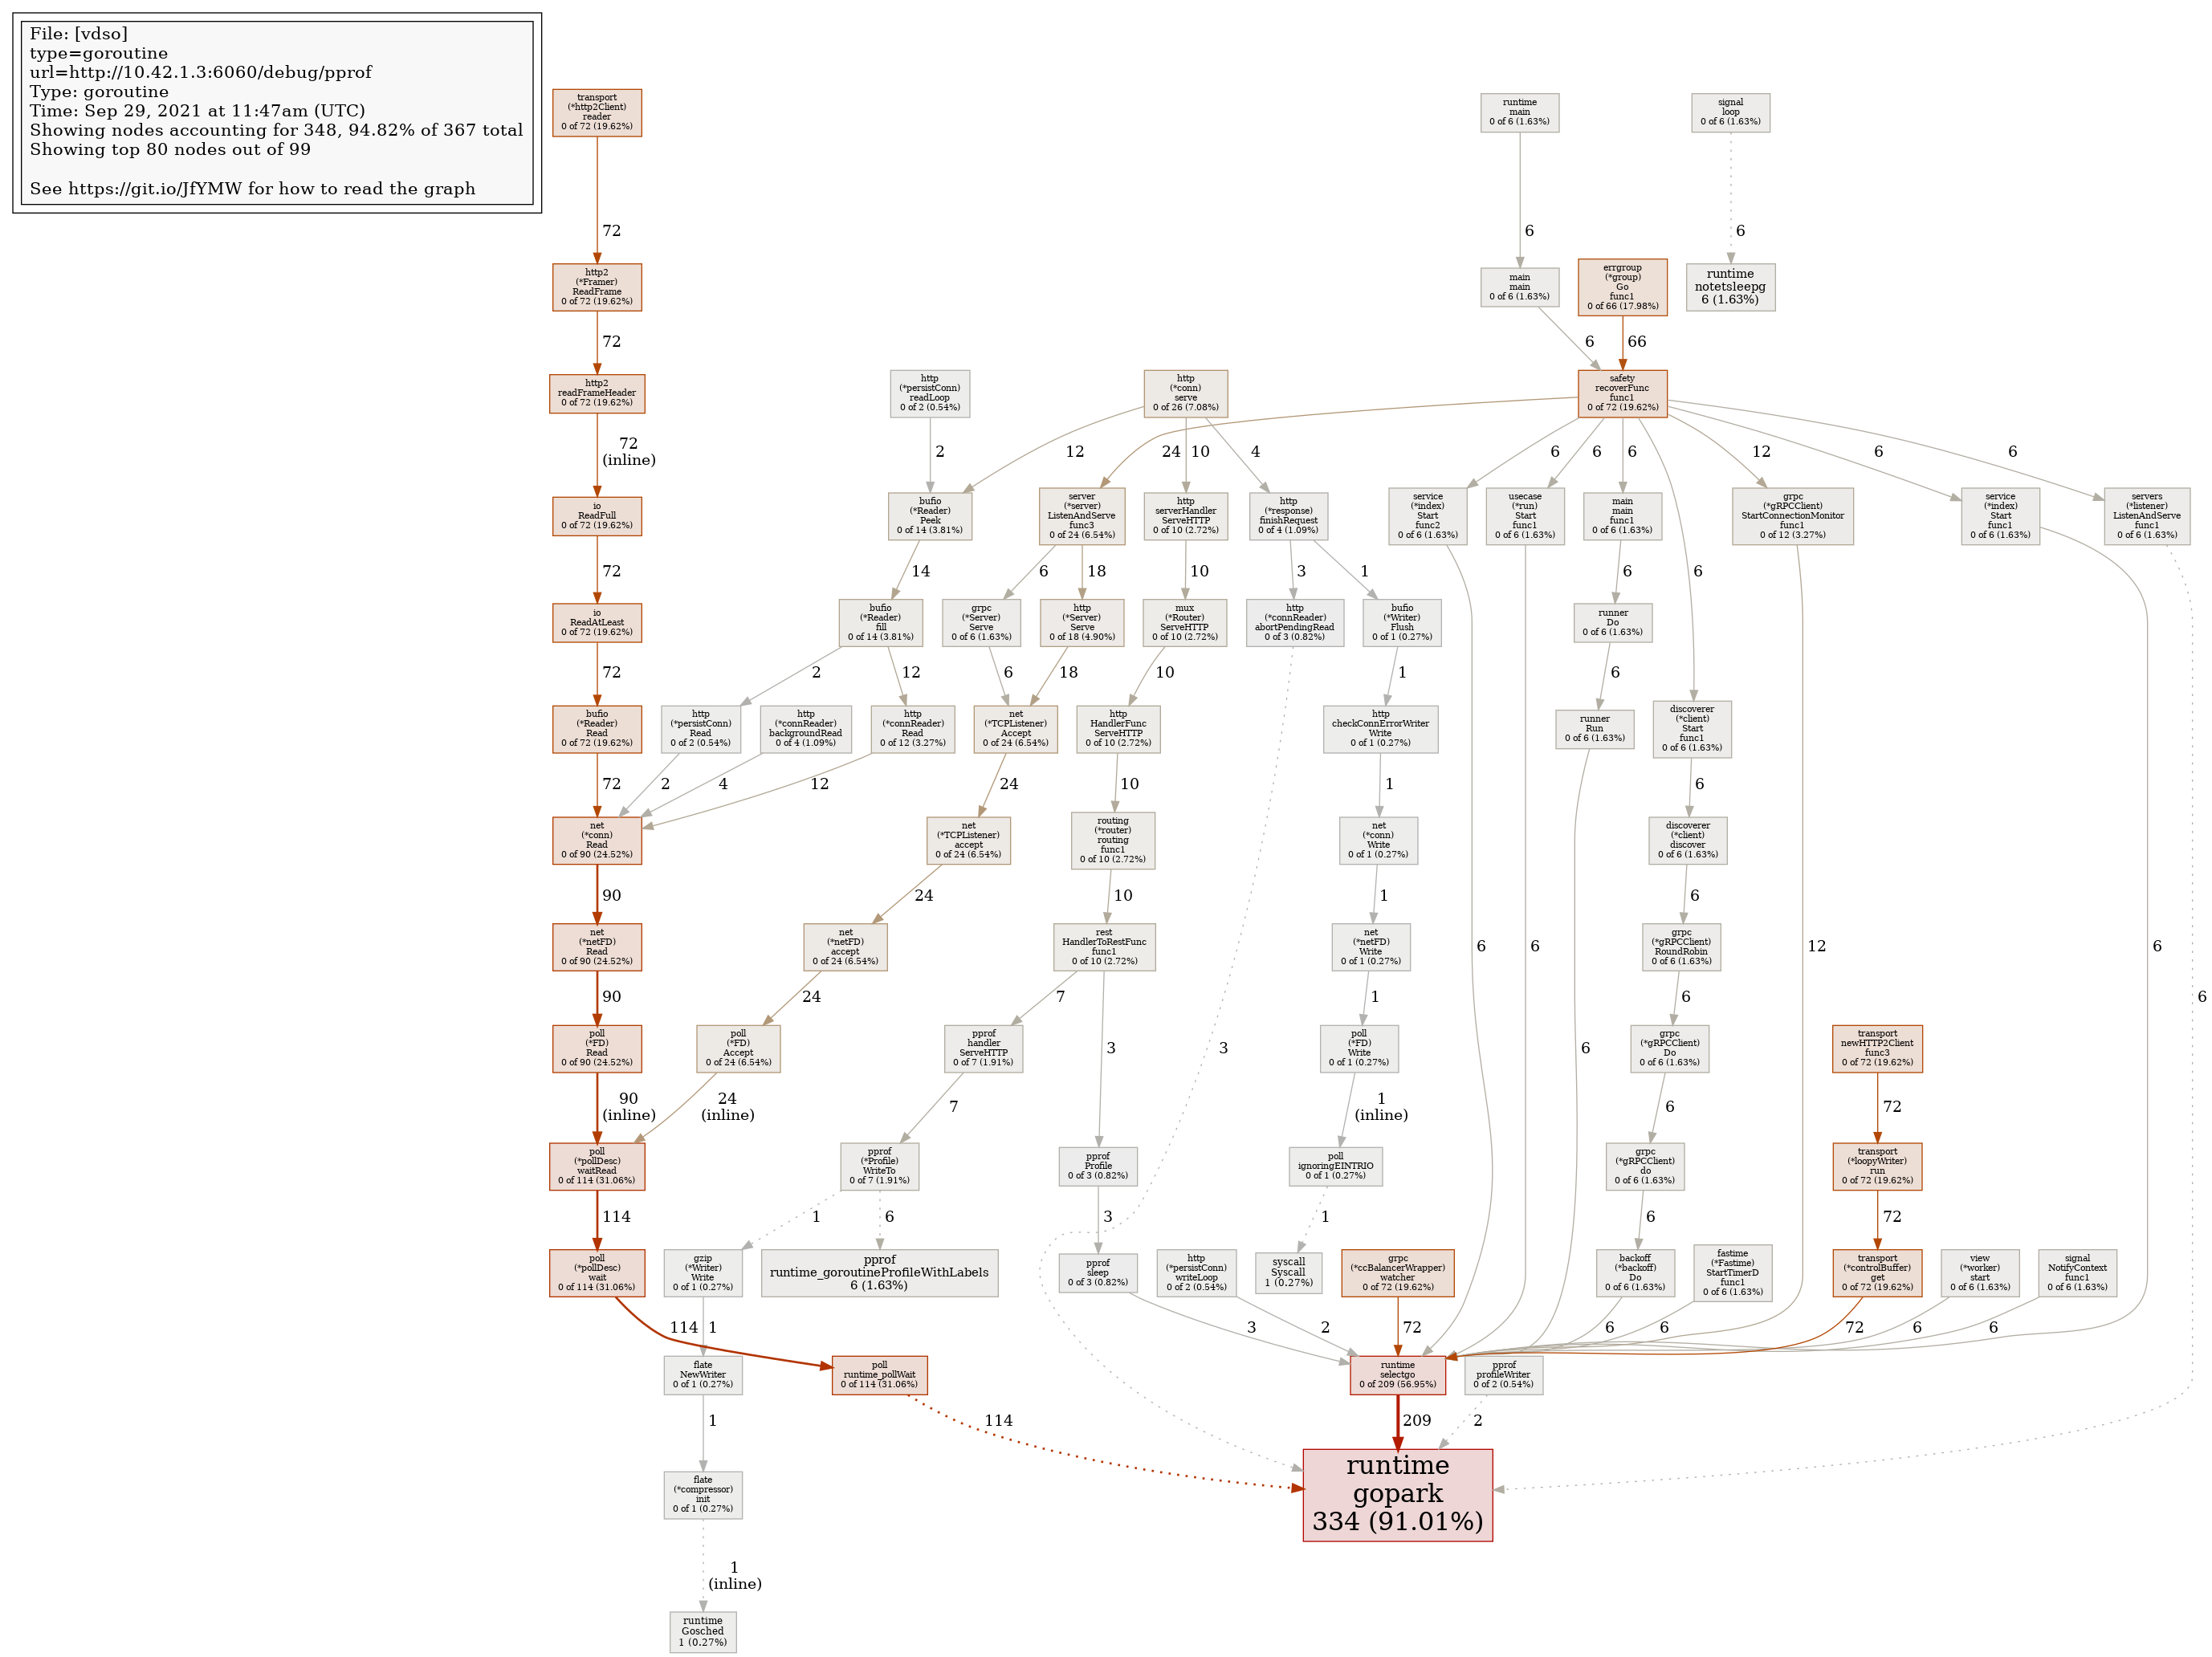 File: [vdso]
type=goroutine
url=http://10.42.1.3:6060/debug/pprof
Type: goroutine
Time: Sep 29, 2021 at 11:47am (UTC)
Showing nodes accounting for 348, 94.82% of 367 total
Showing top 80 nodes out of 99
See https://git.io/JfYMW for how to read the graph
transport
(*http2Client)
reader
0 of 72 (19.62%)
runtime
main
0 of 6 (1.63%)
signal
loop
0 of 6 (1.63%)
72
6
6
http2
(*Framer)
ReadFrame
0 of 72 (19.62%)
main
main
0 of 6 (1.63%)
errgroup
(*group)
Go
func1
0 of 66 (17.98%)
runtime
notetsleepg
6 (1.63%)
72
6
66
http2
readFrameHeader
0 of 72 (19.62%)
http
(*persistConn)
readLoop
0 of 2 (0.54%)
http
(*conn)
serve
0 of 26 (7.08%)
safety
recoverFunc
func1
0 of 72 (19.62%)
72
(inline)
2
12
24
10
4
6
6
6
12
6
6
io
ReadFull
0 of 72 (19.62%)
bufio
(*Reader)
Peek
0 of 14 (3.81%)
server
(*server)
ListenAndServe
func3
0 of 24 (6.54%)
http
serverHandler
ServeHTTP
0 of 10 (2.72%)
http
(*response)
finishRequest
0 of 4 (1.09%)
service
(*index)
Start
func2
0 of 6 (1.63%)
usecase
(*run)
Start
func1
0 of 6 (1.63%)
main
main
func1
0 of 6 (1.63%)
grpc
(*gRPCClient)
StartConnectionMonitor
func1
0 of 12 (3.27%)
service
(*index)
Start
func1
0 of 6 (1.63%)
servers
(*listener)
ListenAndServe
func1
0 of 6 (1.63%)
72
14
6
18
10
3
1
6
6
io
ReadAtLeast
0 of 72 (19.62%)
bufio
(*Reader)
fill
0 of 14 (3.81%)
grpc
(*Server)
Serve
0 of 6 (1.63%)
http
(*Server)
Serve
0 of 18 (4.90%)
mux
(*Router)
ServeHTTP
0 of 10 (2.72%)
http
(*connReader)
abortPendingRead
0 of 3 (0.82%)
bufio
(*Writer)
Flush
0 of 1 (0.27%)
runner
Do
0 of 6 (1.63%)
72
2
12
6
18
10
1
6
bufio
(*Reader)
Read
0 of 72 (19.62%)
http
(*persistConn)
Read
0 of 2 (0.54%)
http
(*connReader)
backgroundRead
0 of 4 (1.09%)
http
(*connReader)
Read
0 of 12 (3.27%)
net
(*TCPListener)
Accept
0 of 24 (6.54%)
http
HandlerFunc
ServeHTTP
0 of 10 (2.72%)
http
checkConnErrorWriter
Write
0 of 1 (0.27%)
runner
Run
0 of 6 (1.63%)
discoverer
(*client)
Start
func1
0 of 6 (1.63%)
72
2
4
12
24
10
1
6
net
(*conn)
Read
0 of 90 (24.52%)
net
(*TCPListener)
accept
0 of 24 (6.54%)
routing
(*router)
routing
func1
0 of 10 (2.72%)
net
(*conn)
Write
0 of 1 (0.27%)
discoverer
(*client)
discover
0 of 6 (1.63%)
90
24
10
1
6
net
(*netFD)
Read
0 of 90 (24.52%)
net
(*netFD)
accept
0 of 24 (6.54%)
rest
HandlerToRestFunc
func1
0 of 10 (2.72%)
net
(*netFD)
Write
0 of 1 (0.27%)
6
6
grpc
(*gRPCClient)
RoundRobin
0 of 6 (1.63%)
12
6
90
24
7
1
6
6
poll
(*FD)
Read
0 of 90 (24.52%)
poll
(*FD)
Accept
0 of 24 (6.54%)
pprof
handler
ServeHTTP
0 of 7 (1.91%)
3
3
poll
(*FD)
Write
0 of 1 (0.27%)
6
grpc
(*gRPCClient)
Do
0 of 6 (1.63%)
transport
newHTTP2Client
func3
0 of 72 (19.62%)
90
(inline)
24
(inline)
7
1
(inline)
6
72
poll
(*pollDesc)
waitRead
0 of 114 (31.06%)
pprof
(*Profile)
WriteTo
0 of 7 (1.91%)
pprof
Profile
0 of 3 (0.82%)
poll
ignoringEINTRIO
0 of 1 (0.27%)
grpc
(*gRPCClient)
do
0 of 6 (1.63%)
transport
(*loopyWriter)
run
0 of 72 (19.62%)
114
1
6
3
1
6
72
poll
(*pollDesc)
wait
0 of 114 (31.06%)
gzip
(*Writer)
Write
0 of 1 (0.27%)
pprof
runtime_goroutineProfileWithLabels
6 (1.63%)
pprof
sleep
0 of 3 (0.82%)
http
(*persistConn)
writeLoop
0 of 2 (0.54%)
syscall
Syscall
1 (0.27%)
grpc
(*ccBalancerWrapper)
watcher
0 of 72 (19.62%)
backoff
(*backoff)
Do
0 of 6 (1.63%)
fastime
(*Fastime)
StartTimerD
func1
0 of 6 (1.63%)
transport
(*controlBuffer)
get
0 of 72 (19.62%)
view
(*worker)
start
0 of 6 (1.63%)
signal
NotifyContext
func1
0 of 6 (1.63%)
114
1
3
2
72
6
6
72
6
6
flate
NewWriter
0 of 1 (0.27%)
poll
runtime_pollWait
0 of 114 (31.06%)
runtime
selectgo
0 of 209 (56.95%)
pprof
profileWriter
0 of 2 (0.54%)
1
114
209
2
flate
(*compressor)
init
0 of 1 (0.27%)
runtime
gopark
334 (91.01%)
1
(inline)
runtime
Gosched
1 (0.27%)